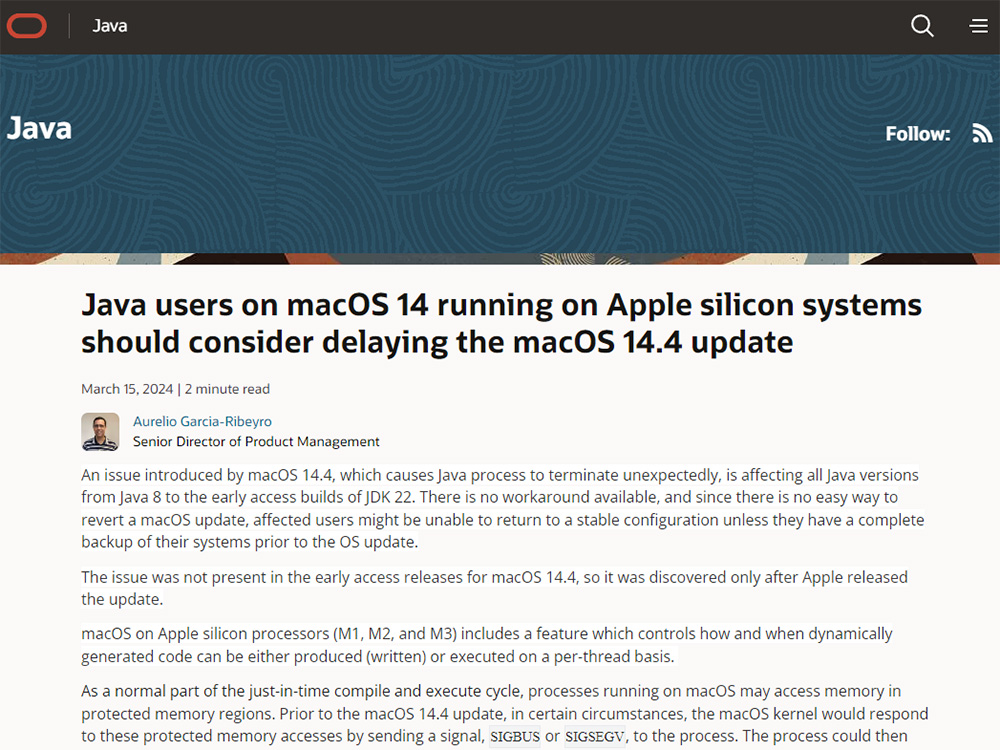 Java
Java
Follow:
Java users on macOS 14 running on Apple silicon systems
should consider delaying the macOS 14.4 update
March 15, 2024 | 2 minute read
Aurelio Garcia-Ribeyro
Senior Director of Product Management
An issue introduced by macOS 14.4, which causes Java process to terminate unexpectedly, is affecting all Java versions
from Java 8 to the early access builds of JDK 22. There is no workaround available, and since there is no easy way to
revert a macOS update, affected users might be unable to return to a stable configuration unless they have a complete
backup of their systems prior to the OS update.
The issue was not present in the early access releases for macOS 14.4, so it was discovered only after Apple released
the update.
macOS on Apple silicon processors (M1, M2, and M3) includes a feature which controls how and when dynamically
generated code can be either produced (written) or executed on a per-thread basis.
As a normal part of the just-in-time compile and execute cycle, processes running on macOS may access memory in
protected memory regions. Prior to the macOS 14.4 update, in certain circumstances, the macOS kernel would respond
to these protected memory accesses by sending a signal, SIGBUS or SIGSEGV, to the process. The process could then